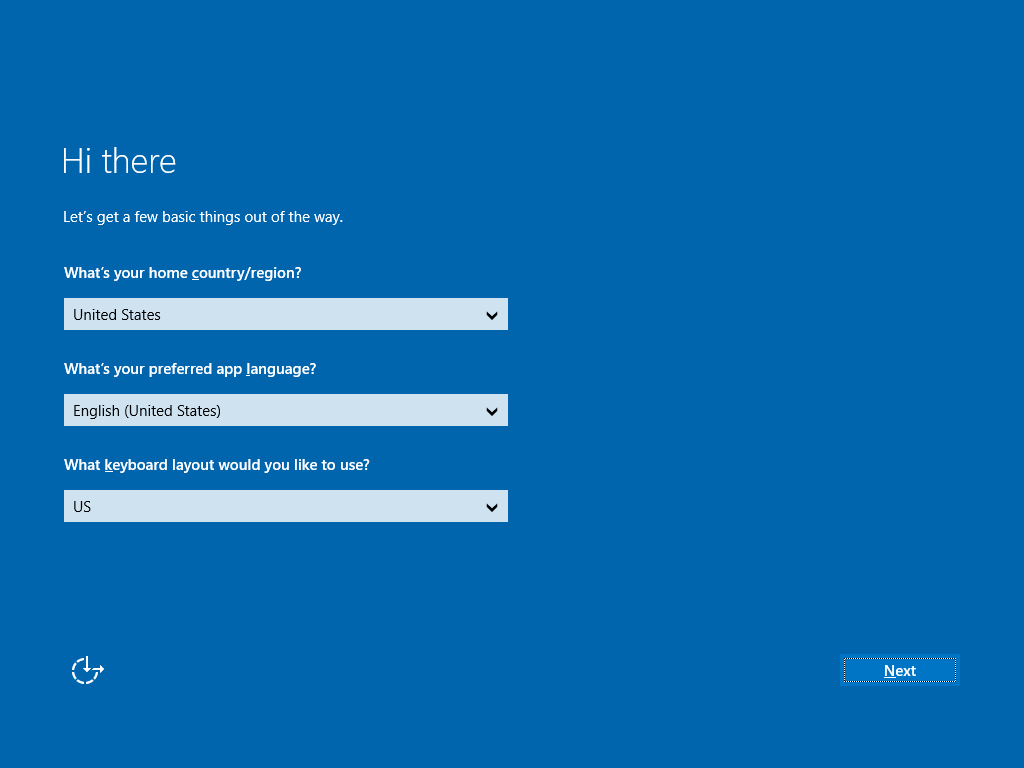 Hi there
Let's get a few basic things out of the way.
What's your home country/region?
United States
What's your preferred app language?
English (United States)
What keyboard layout would you like to use?
US
Next